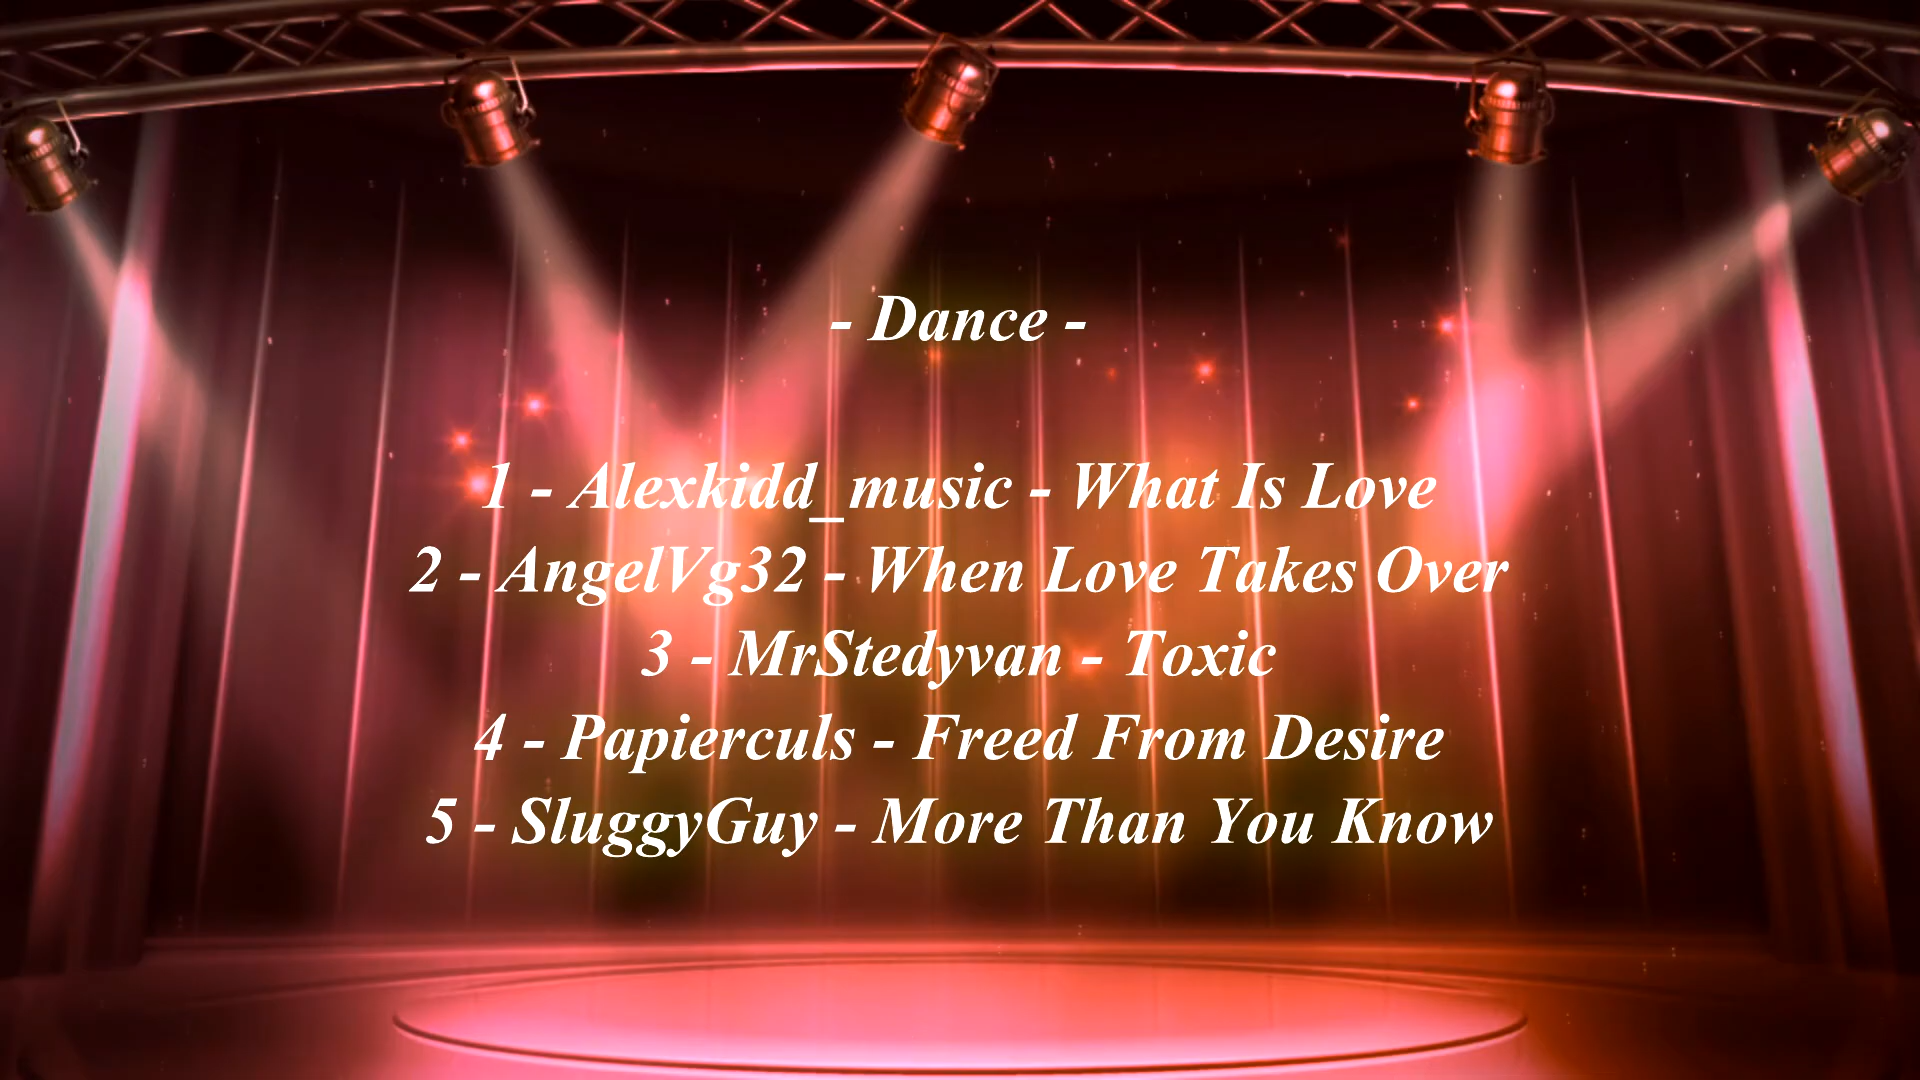 - Dance -
1 - Alexkidd_music - What Is Love
2 - AngelVg32 - When Love Takes Over
3 - MrStedyvan - Toxic
4 - Papierculs - Freed From Desire
5 - SluggyGuy - More Than You Know